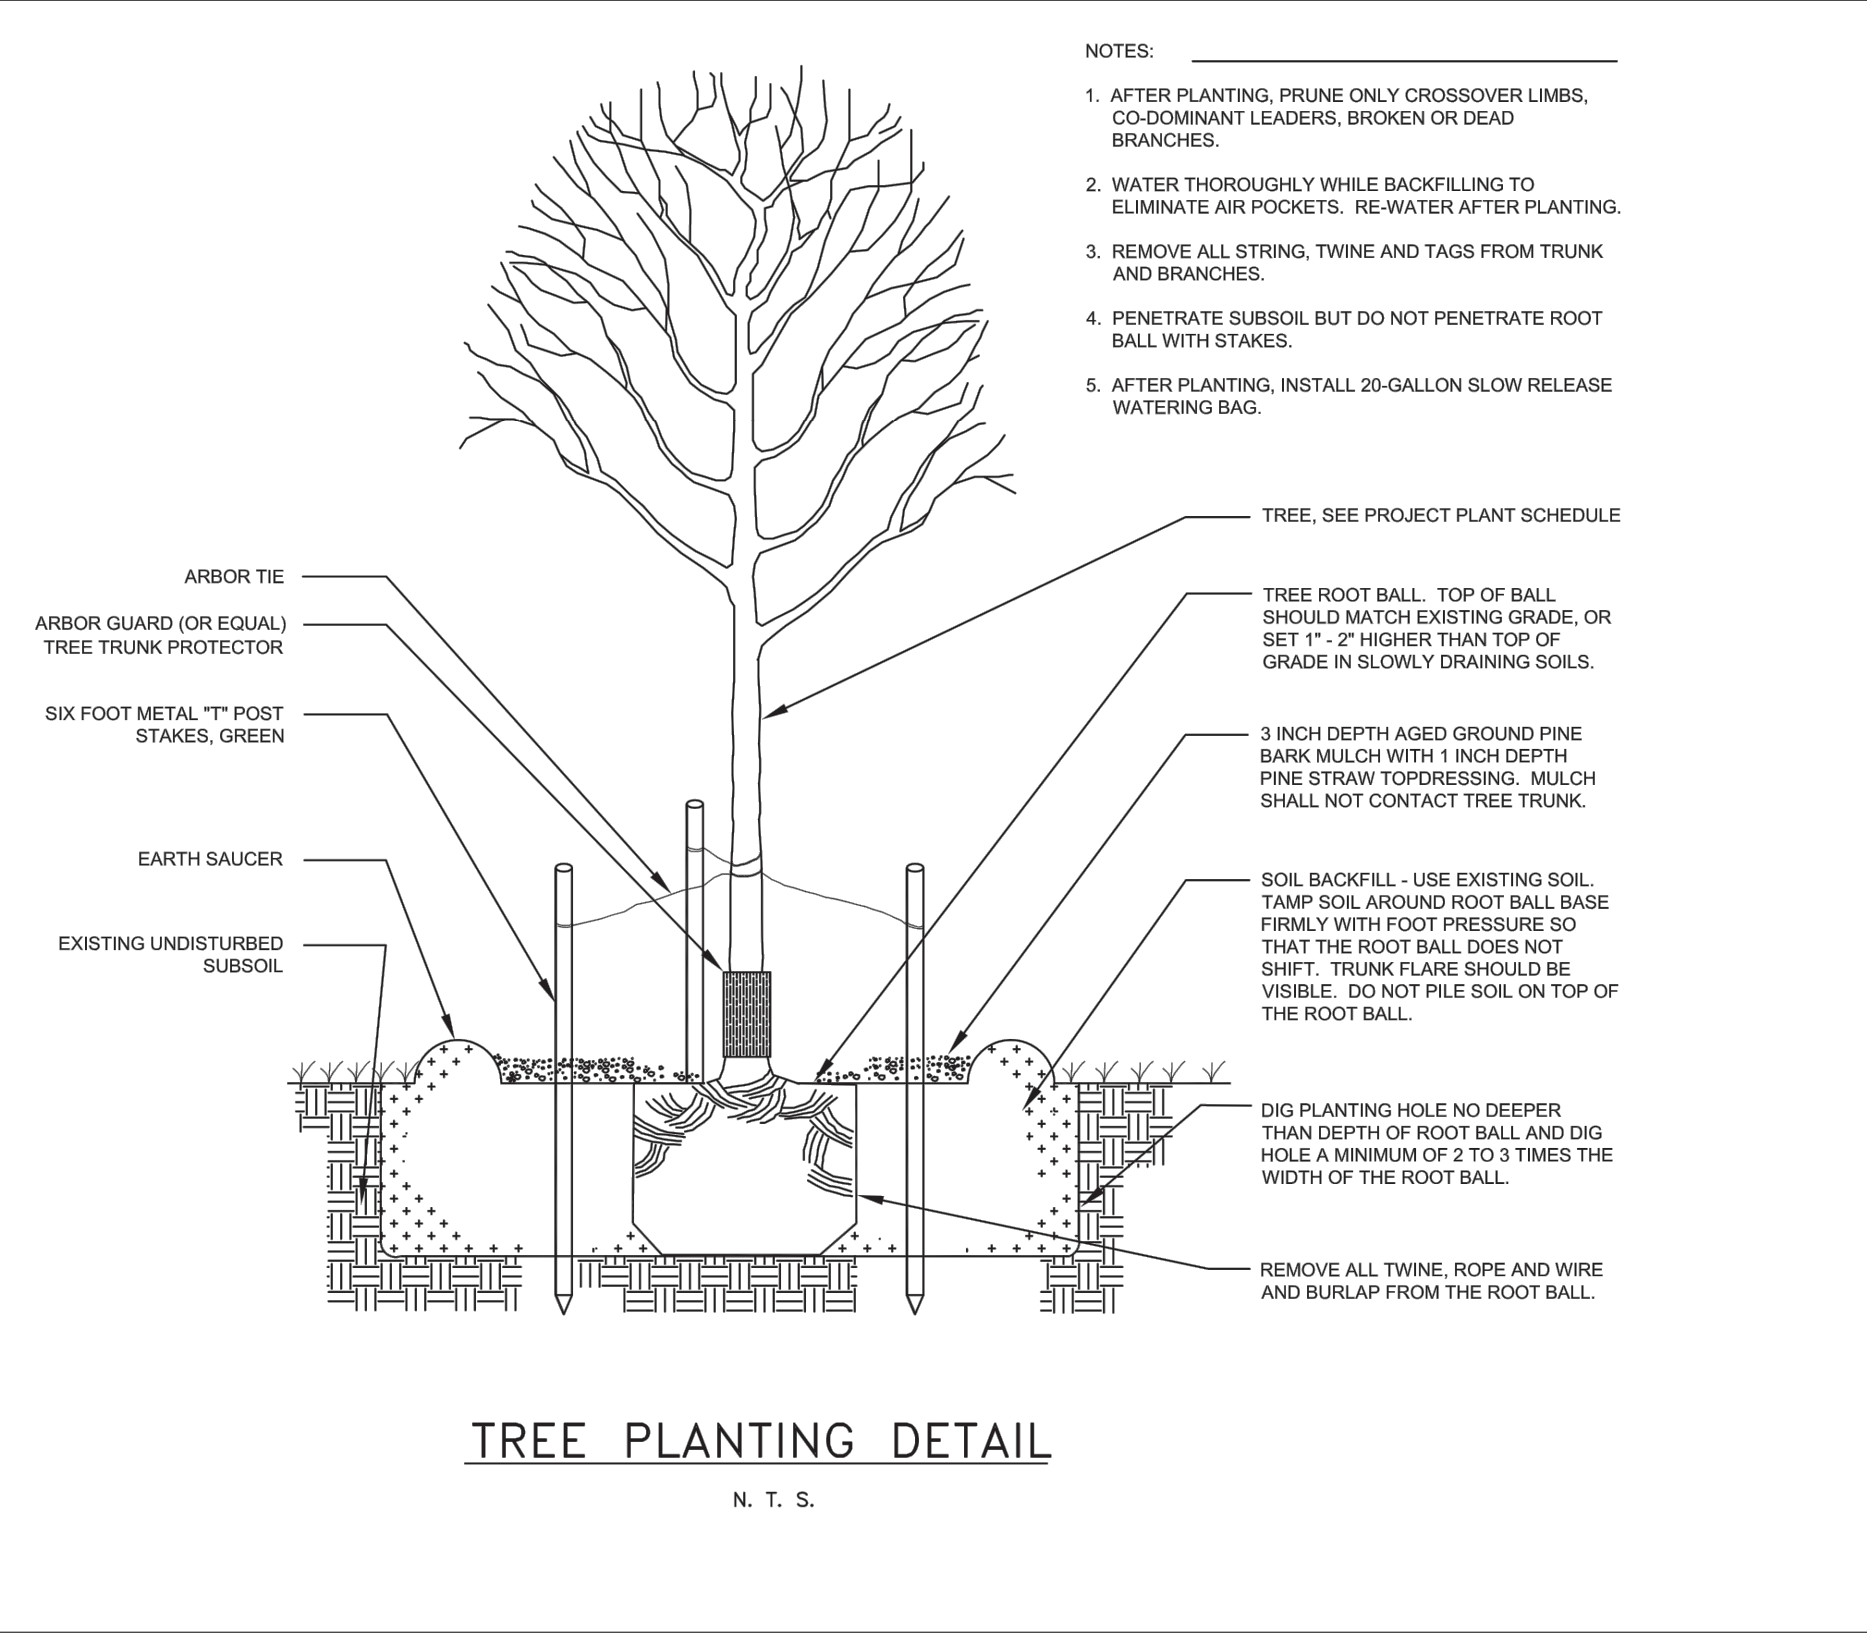 NOTES:
1. AFTER PLANTING, PRUNE ONLY CROSSOVER LIMBS,
CO-DOMINANT LEADERS, BROKEN OR DEAD
BRANCHES.
2. WATER THOROUGHLY WHILE BACKFILLING TO
ELIMINATE AIR POCKETS. RE-WATER AFTER PLANTING.
3. REMOVE ALL STRING, TWINE AND TAGS FROM TRUNK
AND BRANCHES.
4. PENETRATE SUBSOIL BUT DO NOT PENETRATE ROOT
BALL WITH STAKES.
5. AFTER PLANTING, INSTALL 20-GALLON SLOW RELEASE
WATERING BAG.
ARBOR TIE
ARBOR GUARD (OR EQUAL)
TREE TRUNK PROTECTOR
SIX FOOT METAL "T" POST
STAKES, GREEN
EARTH SAUCER
EXISTING UNDISTURBED
SUBSOIL
TREE, SEE PROJECT PLANT SCHEDULE
TREE ROOT BALL. TOP OF BALL
SHOULD MATCH EXISTING GRADE, OR
SET 1" - 2" HIGHER THAN TOP OF
GRADE IN SLOWLY DRAINING SOILS.
3 INCH DEPTH AGED GROUND PINE
BARK MULCH WITH 1 INCH DEPTH
PINE STRAW TOPDRESSING. MULCH
SHALL NOT CONTACT TREE TRUNK.
SOIL BACKFILL - USE EXISTING SOIL.
TAMP SOIL AROUND ROOT BALL BASE
FIRMLY WITH FOOT PRESSURE SO
THAT THE ROOT BALL DOES NOT
SHIFT. TRUNK FLARE SHOULD BE
VISIBLE. DO NOT PILE SOIL ON TOP OF
THE ROOT BALL.
DIG PLANTING HOLE NO DEEPER
THAN DEPTH OF ROOT BALL AND DIG
HOLE A MINIMUM OF 2 TO 3 TIMES THE
WIDTH OF THE ROOT BALL.
REMOVE ALL TWINE, ROPE AND WIRE
AND BURLAP FROM THE ROOT BALL.
TREE PLANTING DETAIL
N. T. S.